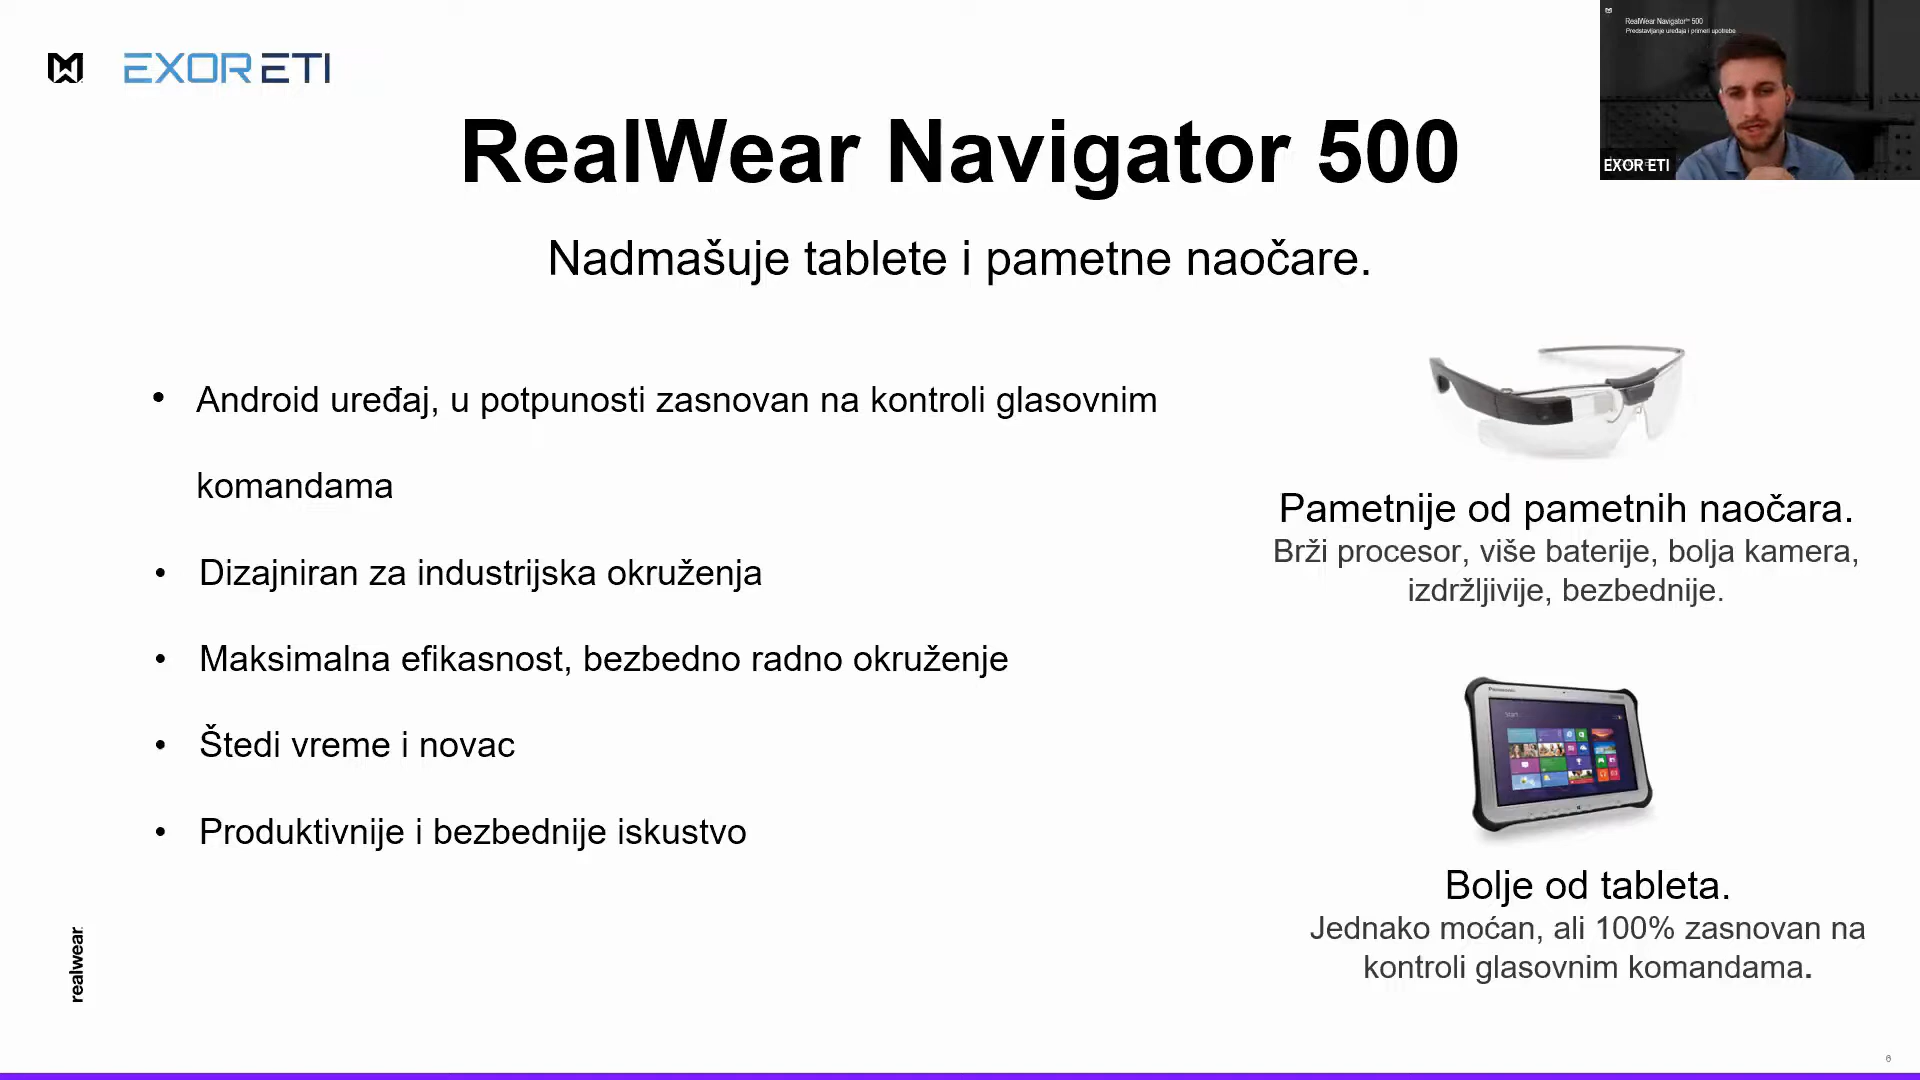 EXOR ETI
RealWear Navigator 500
Nadmašuje tablete i pametne naočare.
RealWear Navigator™ 500
Predstavljanje uređaja i primeri upotrebe
EXOR ETI
• Android uređaj, u potpunosti zasnovan na kontroli glasovnim
komandama
• Dizajniran za industrijska okruženja
• Maksimalna efikasnost, bezbedno radno okruženje
• Štedi vreme i novac
• Produktivnije i bezbednije iskustvo
Pametnije od pametnih naočara.
Brži procesor, više baterije, bolja kamera,
izdržljivije, bezbednije.
Panasonic
Start
Bolje od tableta.
Jednako moćan, ali 100% zasnovan na
kontroli glasovnim komandama.
realwear
6